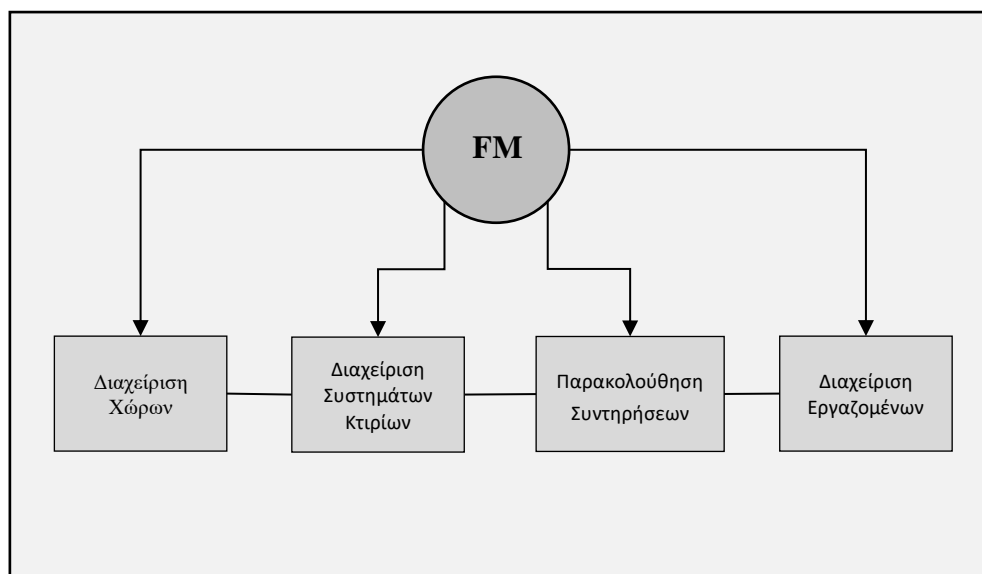 FM
Διαχείριση
Χώρων
Διαχείριση
Συστημάτων
Κτιρίων
Παρακολούθηση
Συντηρήσεων
Διαχείριση
Εργαζομένων